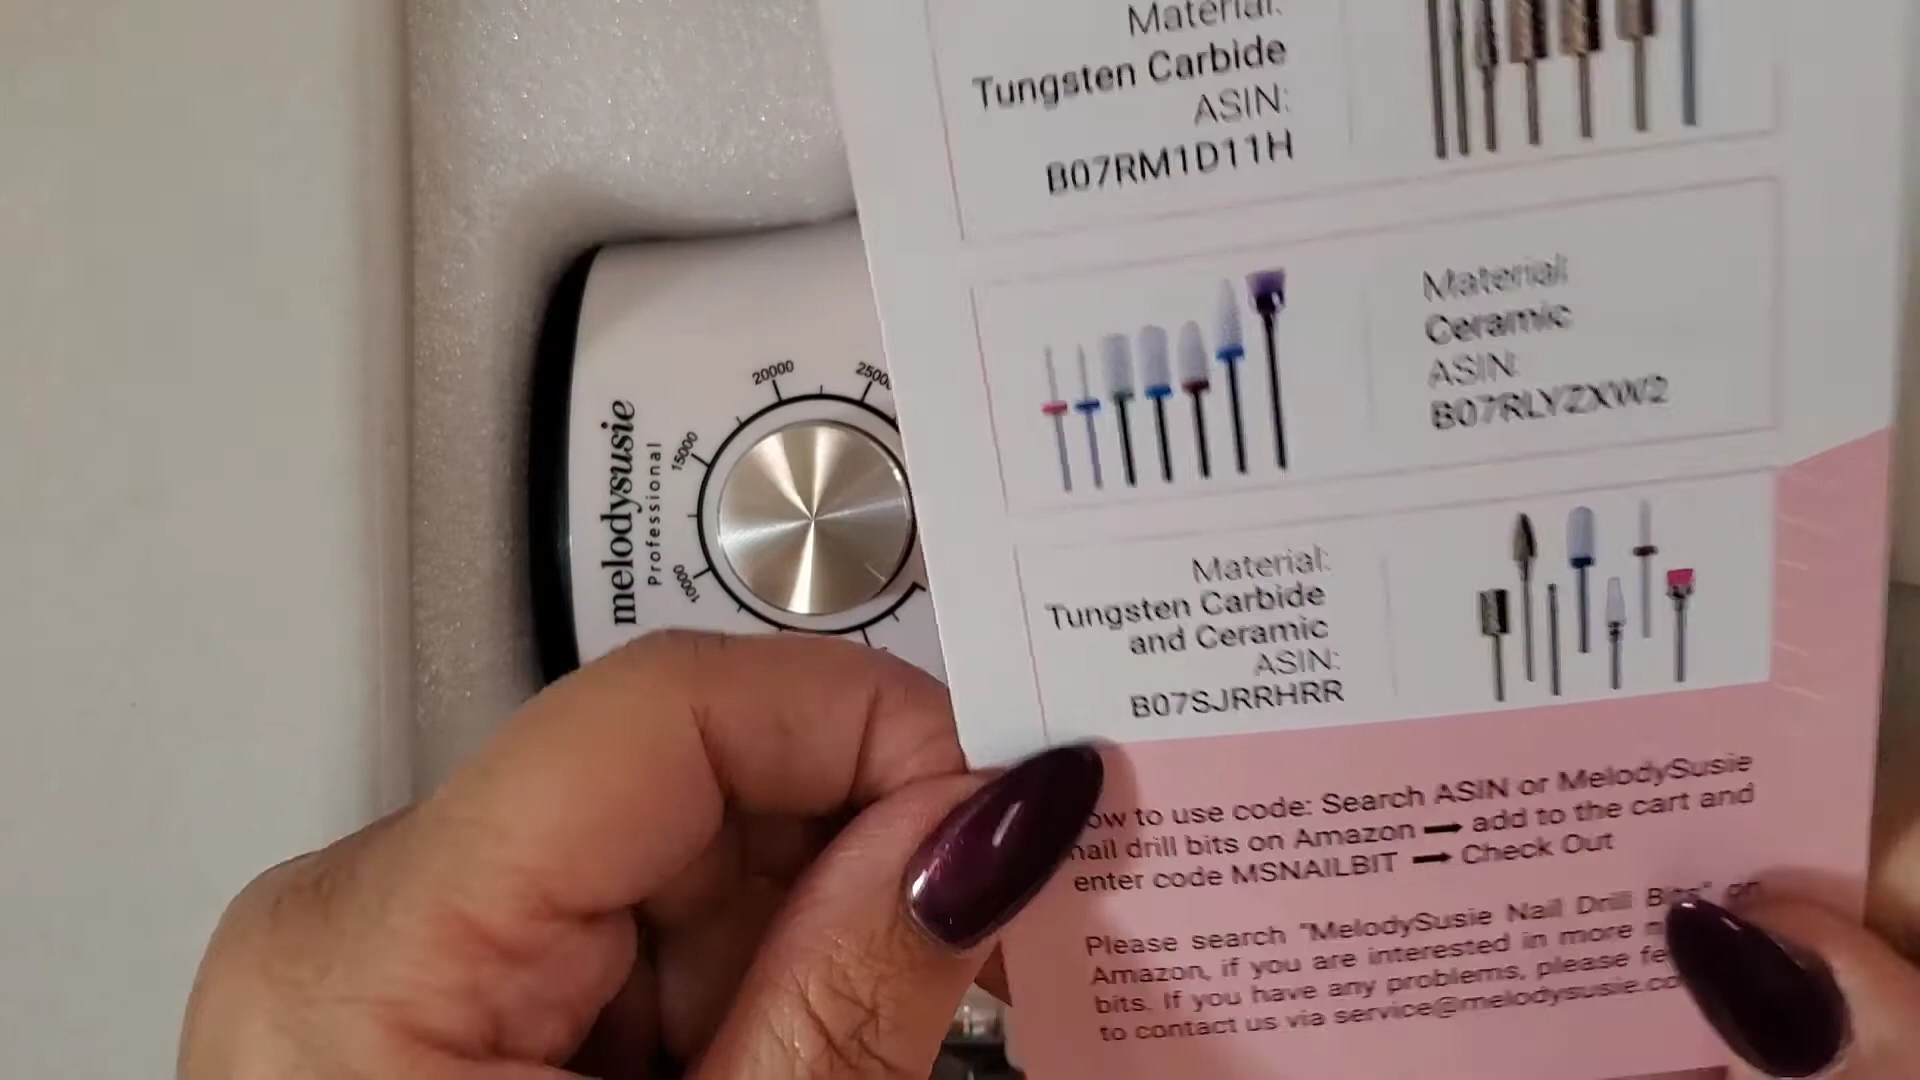 Material:
Tungsten Carbide
ASIN:
B07RM1D11H
Material:
Ceramic
ASIN:
B07RLYZXW2
Material:
Tungsten Carbide
and Ceramic
ASIN:
B07SJRRHRR
ow to use code: Search ASIN or MelodySusie
nail drill bits on Amazon ➡ add to the cart and
enter code MSNAILBIT ➡ Check Out
Please search "MelodySusie Nail Drill Bits" on
Amazon, if you are interested in more
bits. If you have any problems, please
to contact us via service@melodysusie.co
melodysusie
Professional
10000
15000
20000
25000